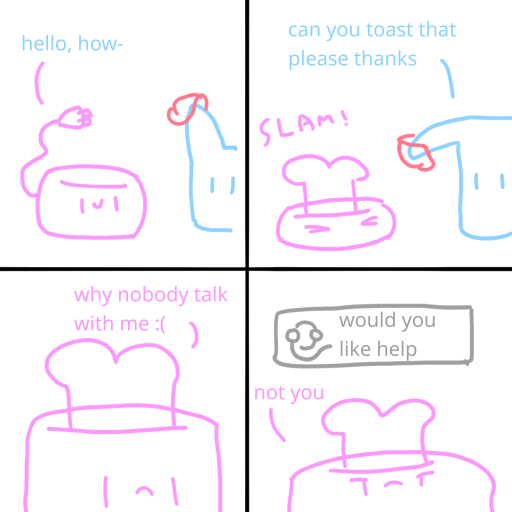 hello, how-
can you toast that
please thanks
SLAM!
why nobody talk
with me :(
would you
like help
not you